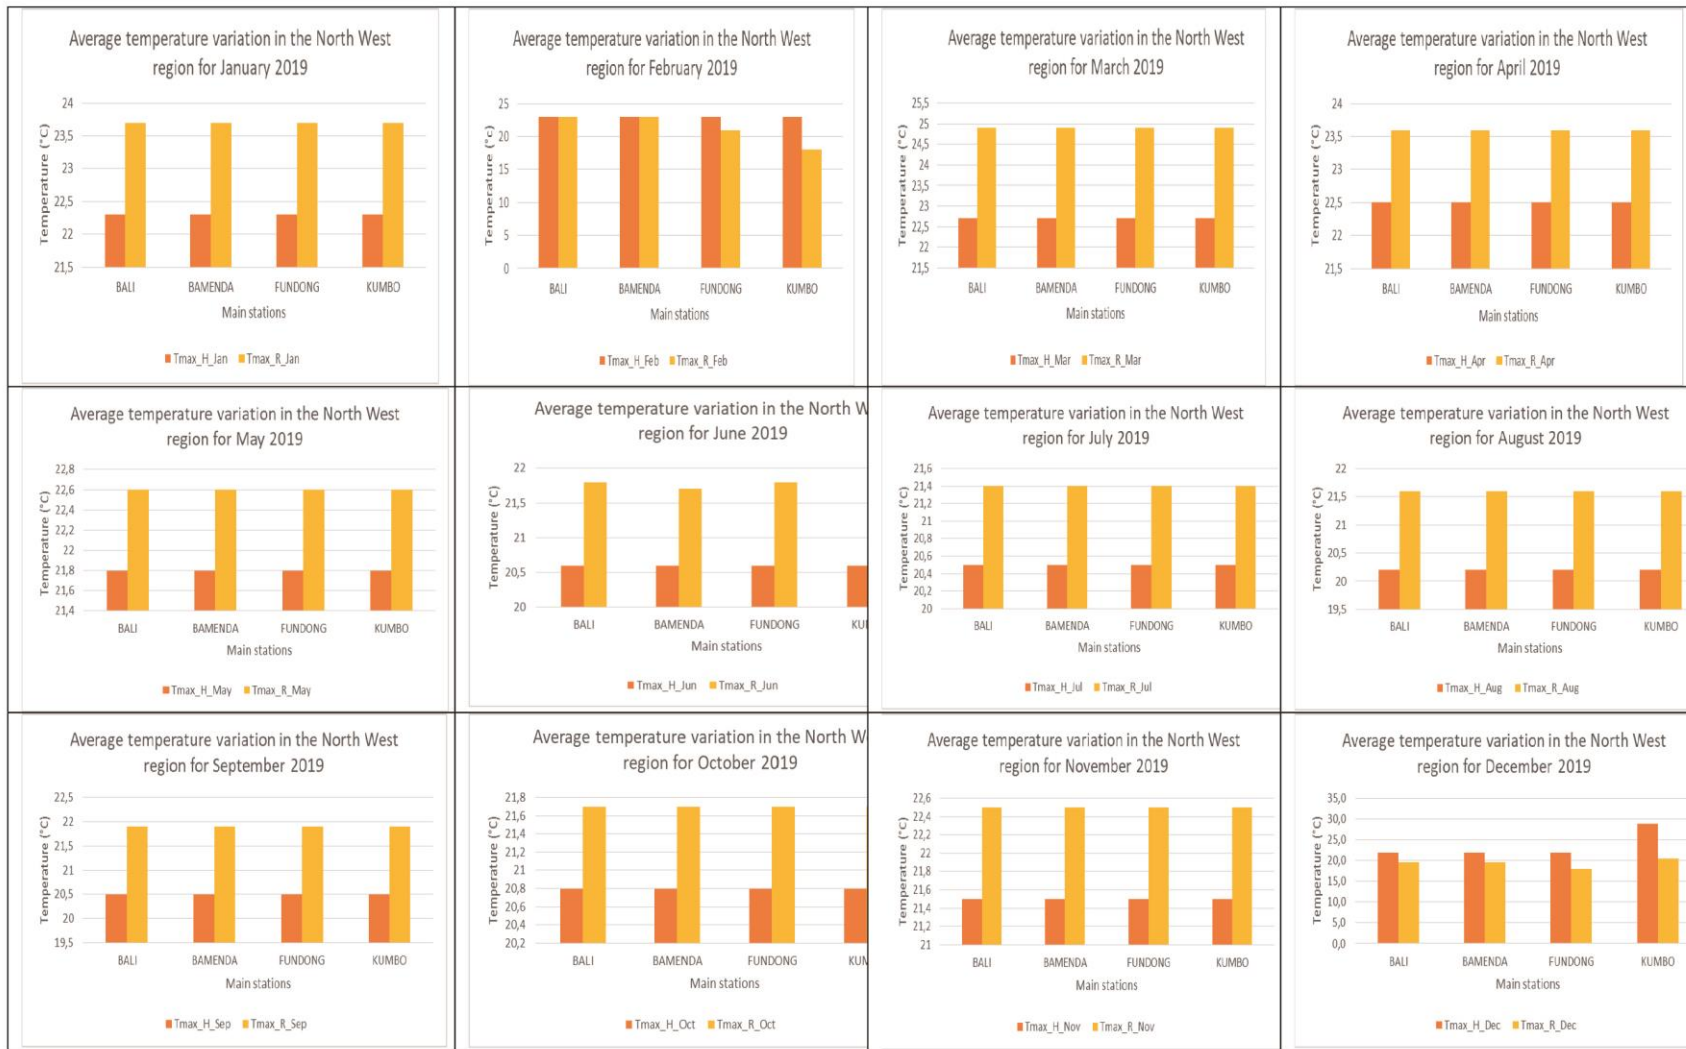 Average temperature variation in the North West
region for January 2019
Temperature (°C)
24
23,5
23
22,5
22
21,5
BALI BAMENDA FUNDONG KUMBO
Main stations
Tmax_H_Jan Tmax_R_Jan
Average temperature variation in the North West
region for February 2019
Temperature (°c)
25
20
15
10
5
0
BALI BAMENDA FUNDONG KUMBO
Main stations
Tmax_H_Feb Tmax_R_Feb
Average temperature variation in the North West
region for March 2019
Temperature (°C)
25,5
25
24,5
24
23,5
23
22,5
22
21,5
BALI BAMENDA FUNDONG KUMBO
Main stations
Tmax_H_Mar Tmax_R_Mar
Average temperature variation in the North West
region for April 2019
Temperature (°C)
24
23,5
23
22,5
22
21,5
BALI BAMENDA FUNDONG KUMBO
Main stations
Tmax_H_Apr Tmax_R_Apr
Average temperature variation in the North West
region for May 2019
Temperature (°C)
22,8
22,6
22,4
22,2
22
21,8
21,6
21,4
BALI BAMENDA FUNDONG KUMBO
Main stations
Tmax_H_May Tmax_R_May
Average temperature variation in the North W
region for June 2019
Temperature (°C)
22
21,5
21
20,5
20
BALI BAMENDA FUNDONG KU
Main stations
Tmax_H_Jun Tmax_R_Jun
Average temperature variation in the North West
region for July 2019
Temperature (°C)
21,6
21,4
21,2
21
20,8
20,6
20,4
20,2
20
BALI BAMENDA FUNDONG KUMBO
Main stations
Tmax_H_Jul Tmax_R_Jul
Average temperature variation in the North West
region for August 2019
Temperature (°C)
22
21,5
21
20,5
20
19,5
BALI BAMENDA FUNDONG KUMBO
Main stations
Tmax_H_Aug Tmax_R_Aug
Average temperature variation in the North West
region for September 2019
Temperature (°C)
22,5
22
21,5
21
20,5
20
19,5
BALI BAMENDA FUNDONG KUMBO
Main stations
Tmax_H_Sep Tmax_R_Sep
Average temperature variation in the North W
region for October 2019
Temperature (°C)
21,8
21,6
21,4
21,2
21
20,8
20,6
20,4
20,2
BALI BAMENDA FUNDONG KUM
Main stations
Tmax_H_Oct Tmax_R_Oct
Average temperature variation in the North West
region for November 2019
Temperature (°C)
22,6
22,4
22,2
22
21,8
21,6
21,4
21,2
21
BALI BAMENDA FUNDONG KUMBO
Main stations
Tmax_H_Nov Tmax_R_Nov
Average temperature variation in the North West
region for December 2019
Temperature (°C)
35,0
30,0
25,0
20,0
15,0
10,0
5,0
0,0
BALI BAMENDA FUNDONG KUMBO
Main stations
Tmax_H_Dec Tmax_R_Dec